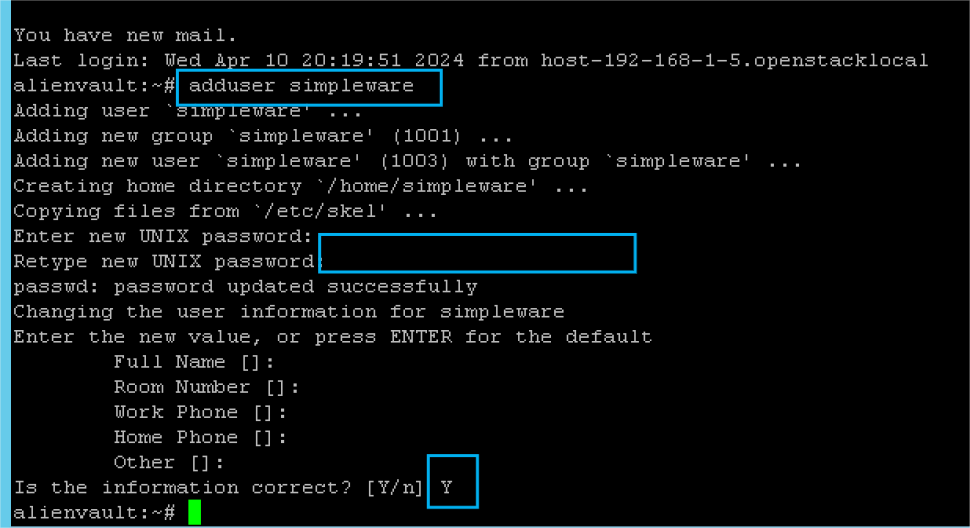 You have new mail.
Last login: Wed Apr 10 20:19:51 2024 from host-192-168-1-5.openstacklocal
alienvault:~# adduser simpleware
Adding user `simpleware' ...
Adding new group `simpleware' (1001) ...
Adding new user `simpleware' (1003) with group `simpleware' ...
Creating home directory `/home/simpleware' ...
Copying files from `/etc/skel' ...
Enter new UNIX password:
Retype new UNIX password:
passwd: password updated successfully
Changing the user information for simpleware
Enter the new value, or press ENTER for the default
Full Name []:
Room Number []:
Work Phone []:
Home Phone []:
Other []:
Is the information correct? [Y/n] Y
alienvault:~#